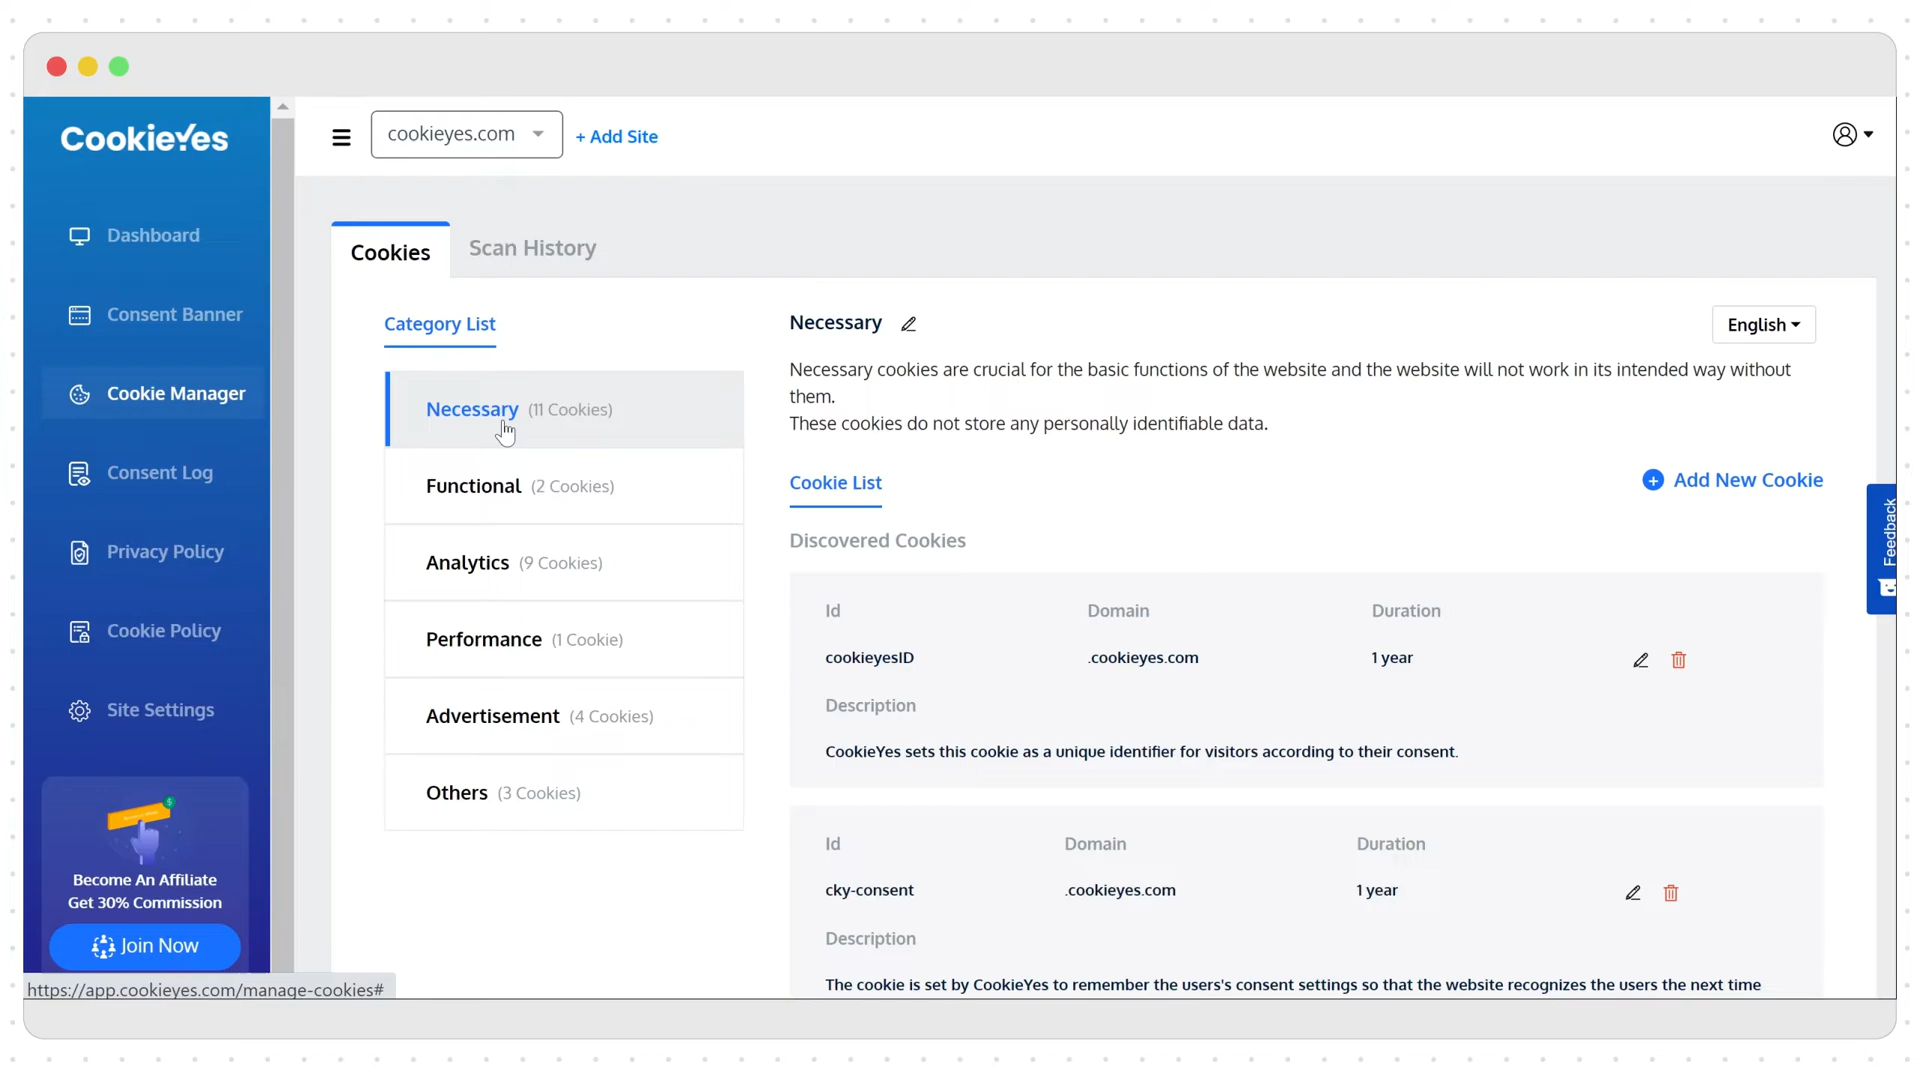 CookieYes
cookieyes.com
+ Add Site
Dashboard
Consent Banner
Cookie Manager
Consent Log
Privacy Policy
Cookie Policy
Site Settings
Become An Affiliate
Get 30% Commission
Join Now
https://app.cookieyes.com/manage-cookies#
Cookies
Scan History
Category List
Necessary (11 Cookies)
Functional (2 Cookies)
Analytics (9 Cookies)
Performance (1 Cookie)
Advertisement (4 Cookies)
Others (3 Cookies)
Necessary
English
Necessary cookies are crucial for the basic functions of the website and the website will not work in its intended way without
them.
These cookies do not store any personally identifiable data.
Cookie List
Add New Cookie
Discovered Cookies
Id Domain Duration
cookieyesID .cookieyes.com 1 year
Description
CookieYes sets this cookie as a unique identifier for visitors according to their consent.
Id Domain Duration
cky-consent .cookieyes.com 1 year
Description
The cookie is set by CookieYes to remember the users's consent settings so that the website recognizes the users the next time
Feedback